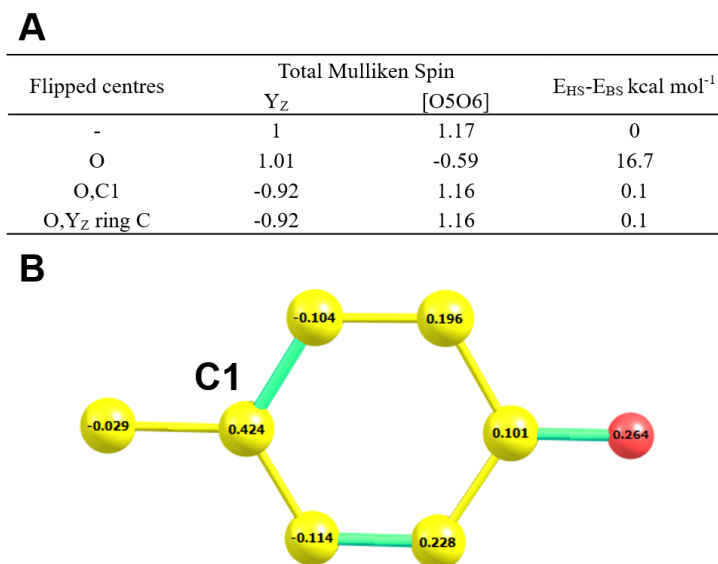 A
Flipped centres Total Mulliken Spin E_HS-E_BS kcal mol⁻¹
Y_Z [O5O6]
- 1 1.17 0
O 1.01 -0.59 16.7
O,C1 -0.92 1.16 0.1
O,Y_Z ring C -0.92 1.16 0.1
B
-0.104 0.196
C1
-0.029 0.424 0.101 0.264
-0.114 0.228